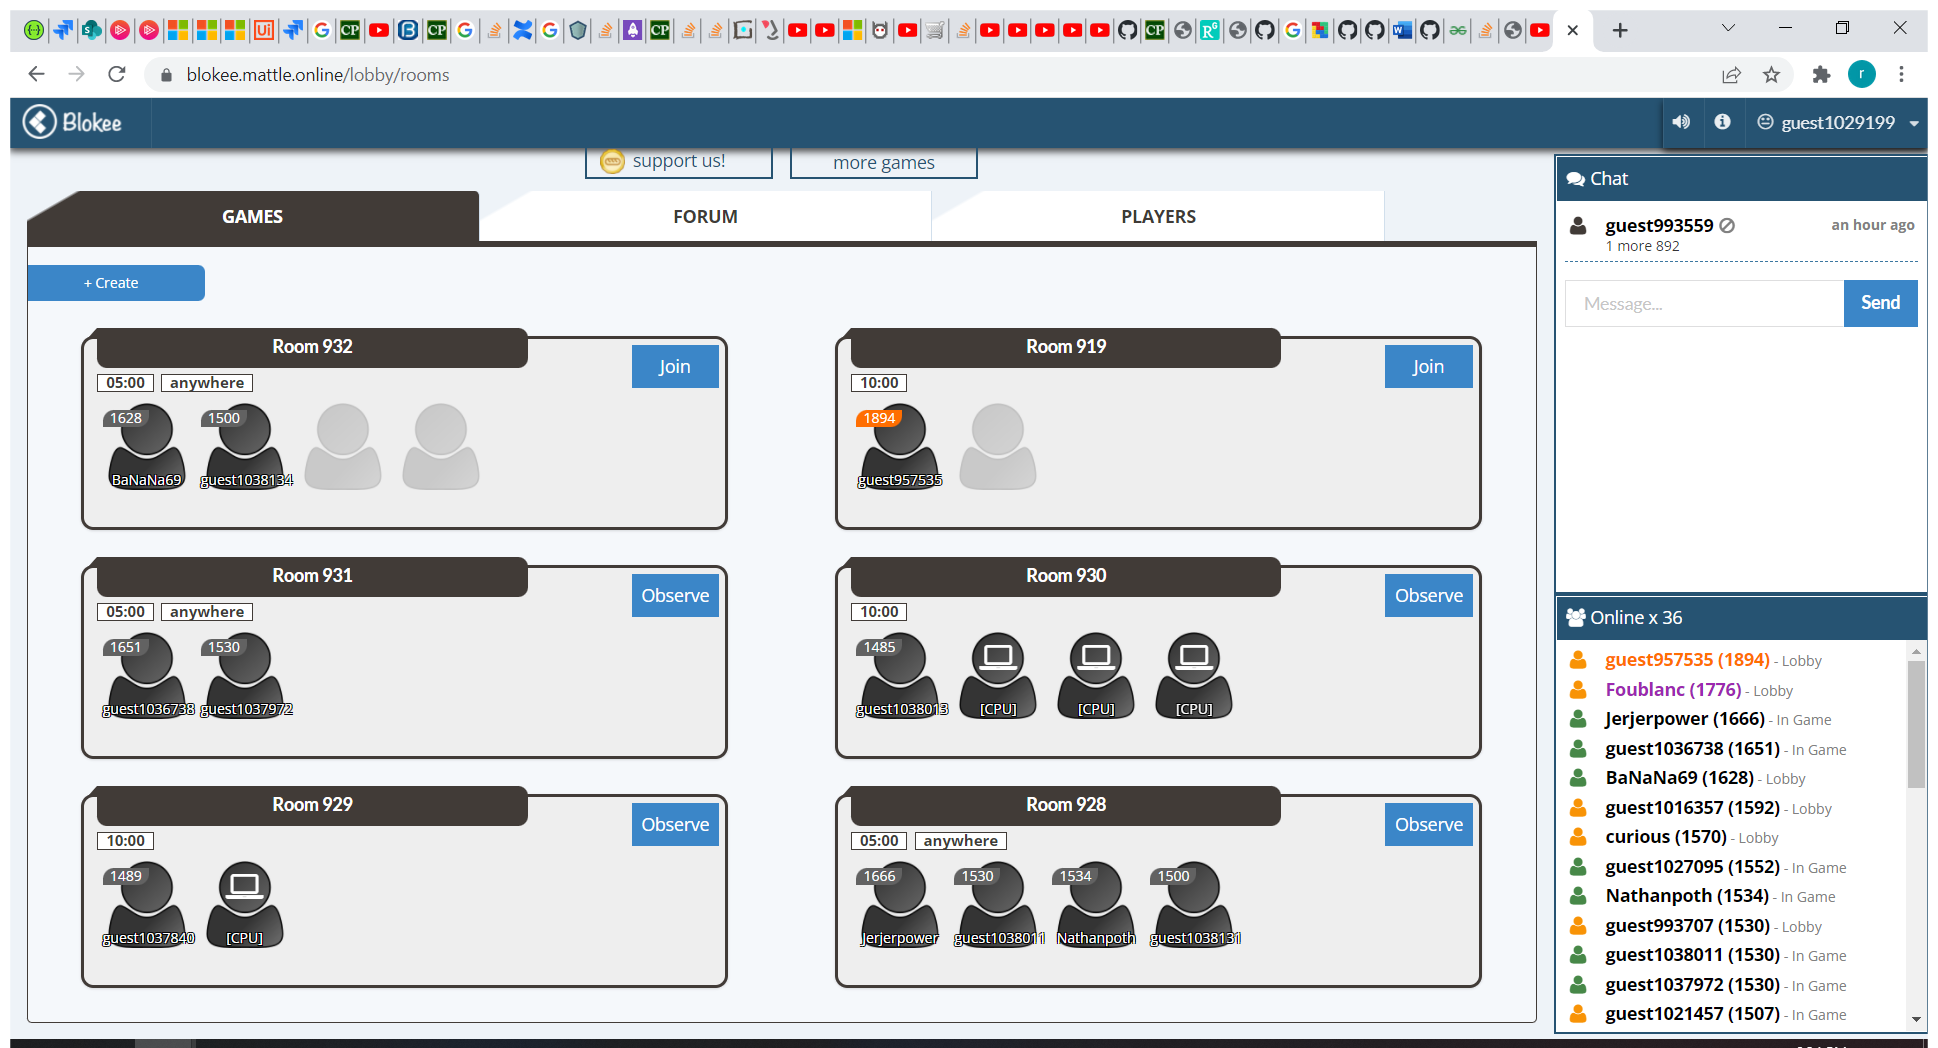 blokee.mattle.online/lobby/rooms
r
Blokee
guest1029199
support us!
more games
GAMES
FORUM
PLAYERS
+ Create
Room 932
Join
05:00
anywhere
1628
1500
BaNaNa69
guest1038134
Room 919
Join
10:00
1894
guest957535
Room 931
Observe
05:00
anywhere
1651
1530
guest1036738
guest1037972
Room 930
Observe
10:00
1485
guest1038013
[CPU]
[CPU]
[CPU]
Room 929
Observe
10:00
1489
guest1037840
[CPU]
Room 928
Observe
05:00
anywhere
1666
1530
1534
1500
Jerjerpower
guest1038011
Nathanpoth
guest1038131
Chat
guest993559
an hour ago
1 more 892
Message...
Send
Online x 36
guest957535 (1894) - Lobby
Foublanc (1776) - Lobby
Jerjerpower (1666) - In Game
guest1036738 (1651) - In Game
BaNaNa69 (1628) - Lobby
guest1016357 (1592) - Lobby
curious (1570) - Lobby
guest1027095 (1552) - In Game
Nathanpoth (1534) - In Game
guest993707 (1530) - Lobby
guest1038011 (1530) - In Game
guest1037972 (1530) - In Game
guest1021457 (1507) - In Game